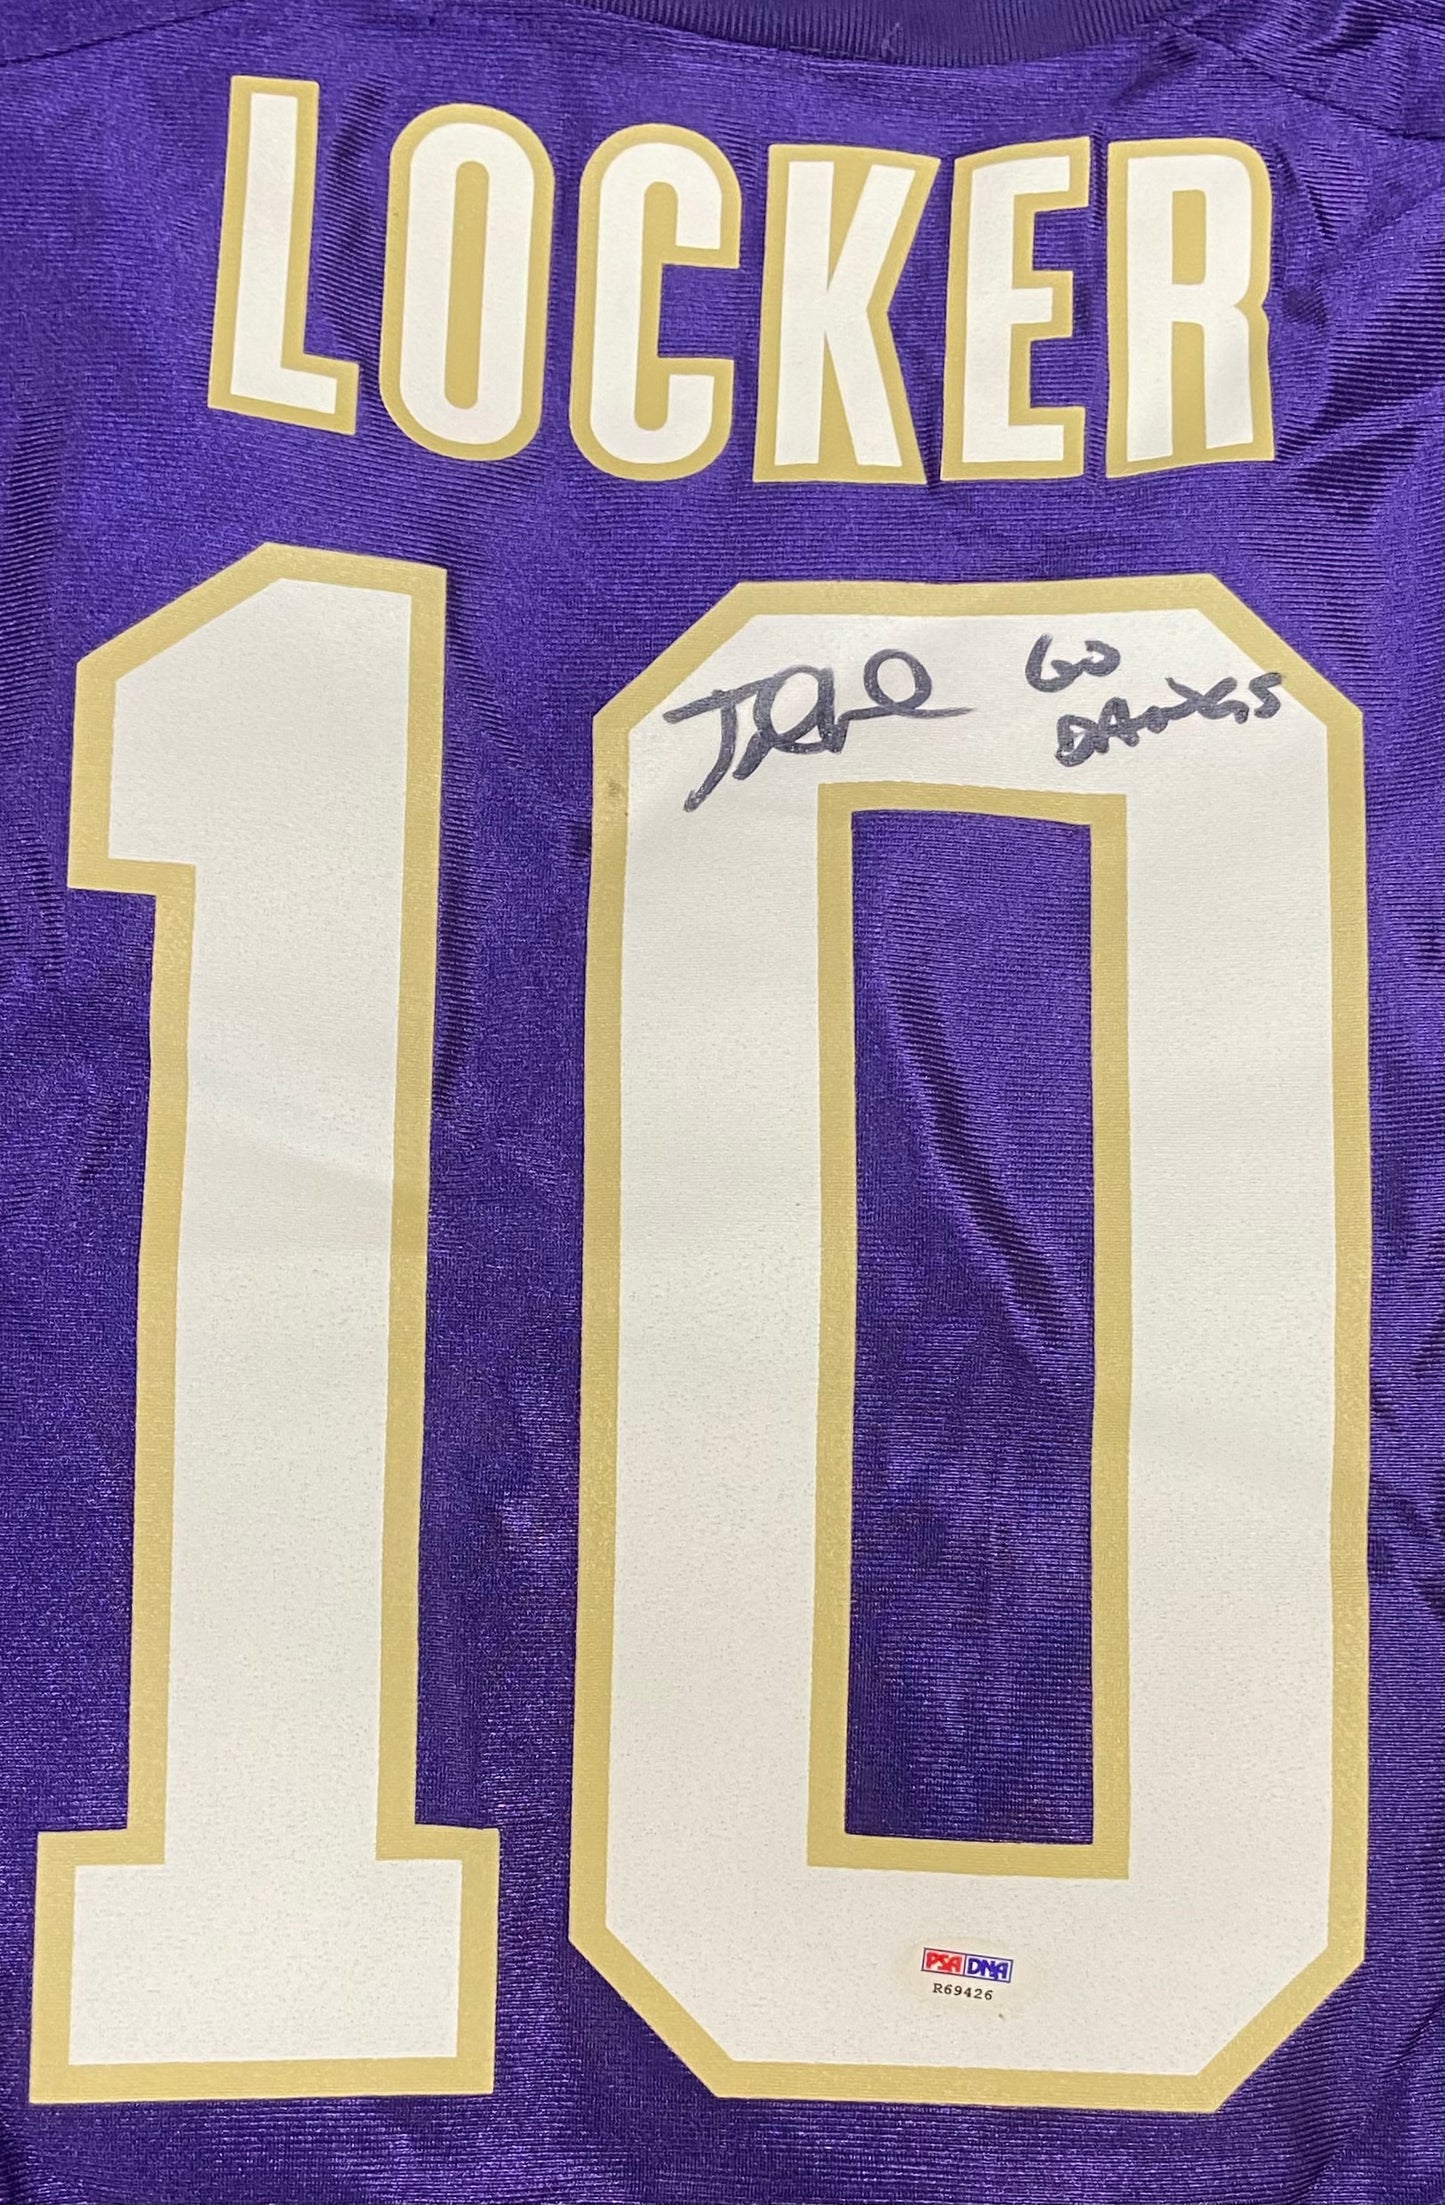 LOCKER
10
GO
DAWGS
PSA DNA
R69426